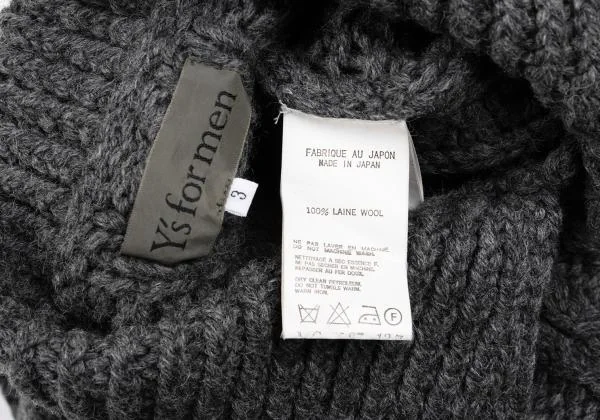 Y's for men
3
FABRIQUE AU JAPON
MADE IN JAPAN
100% LAINE WOOL
NE PAS LAVER EN MACHINE.
DO NOT MACHINE WASH.
NETTOYAGE A SEC ESSENCE F.
NE PAS SECHER EN MACHINE.
REPASSER AU FER DOUX.
DRY CLEAN PETROLEUM.
DO NOT TUMBLE WARM.
WARM IRON.
F